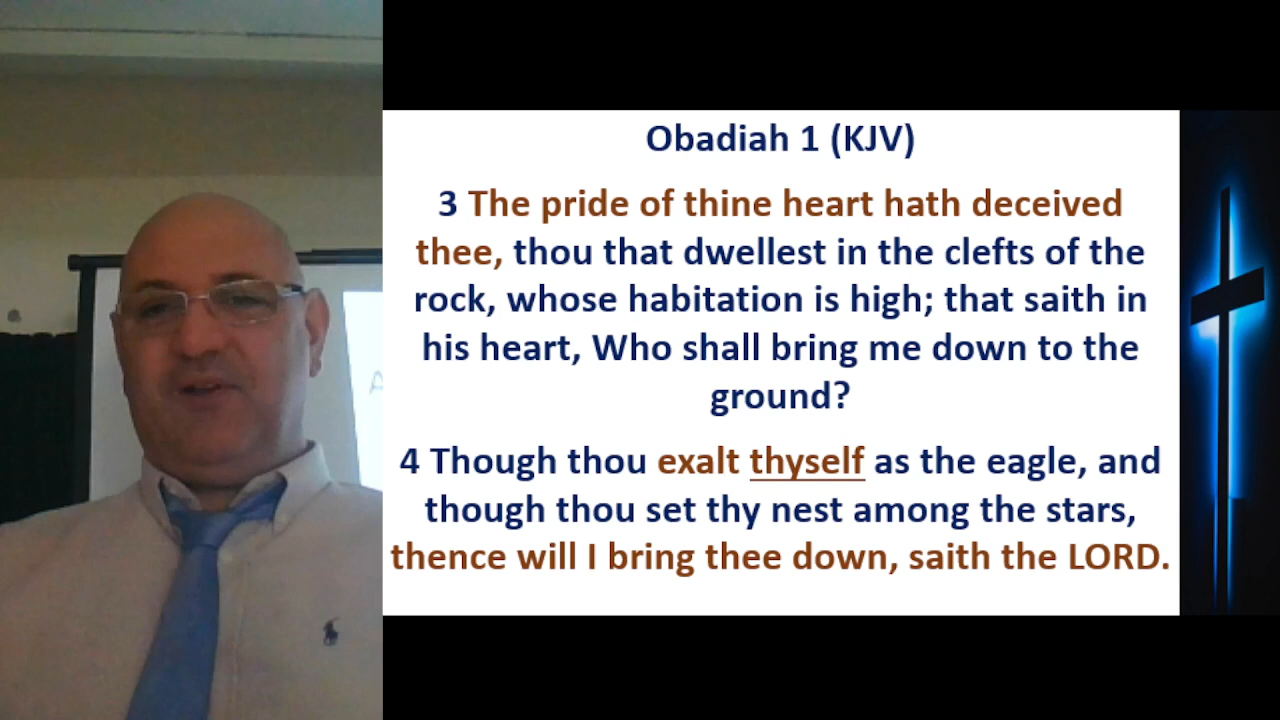 Obadiah 1 (KJV)
3 The pride of thine heart hath deceived
thee, thou that dwellest in the clefts of the
rock, whose habitation is high; that saith in
his heart, Who shall bring me down to the
ground?
4 Though thou exalt thyself as the eagle, and
though thou set thy nest among the stars,
thence will I bring thee down, saith the LORD.